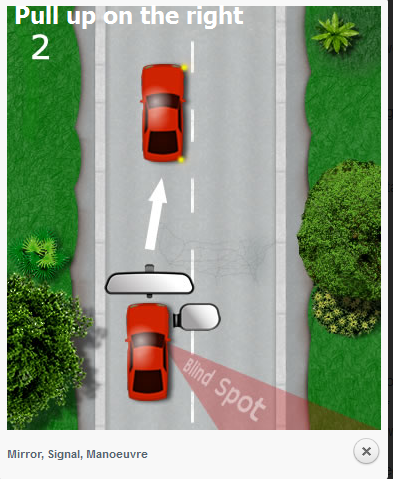 Pull up on the right
2
Blind Spot
Mirror, Signal, Manoeuvre